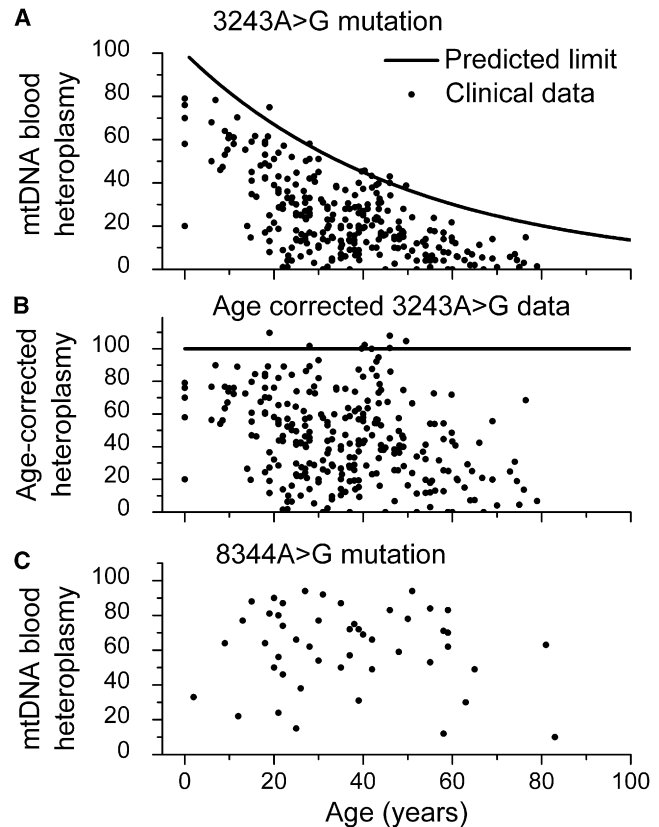 A
3243A>G mutation
Predicted limit
Clinical data
mtDNA blood
heteroplasmy
100
80
60
40
20
0
B
Age corrected 3243A>G data
Age-corrected
heteroplasmy
100
80
60
40
20
0
C
8344A>G mutation
mtDNA blood
heteroplasmy
100
80
60
40
20
0
0 20 40 60 80 100
Age (years)